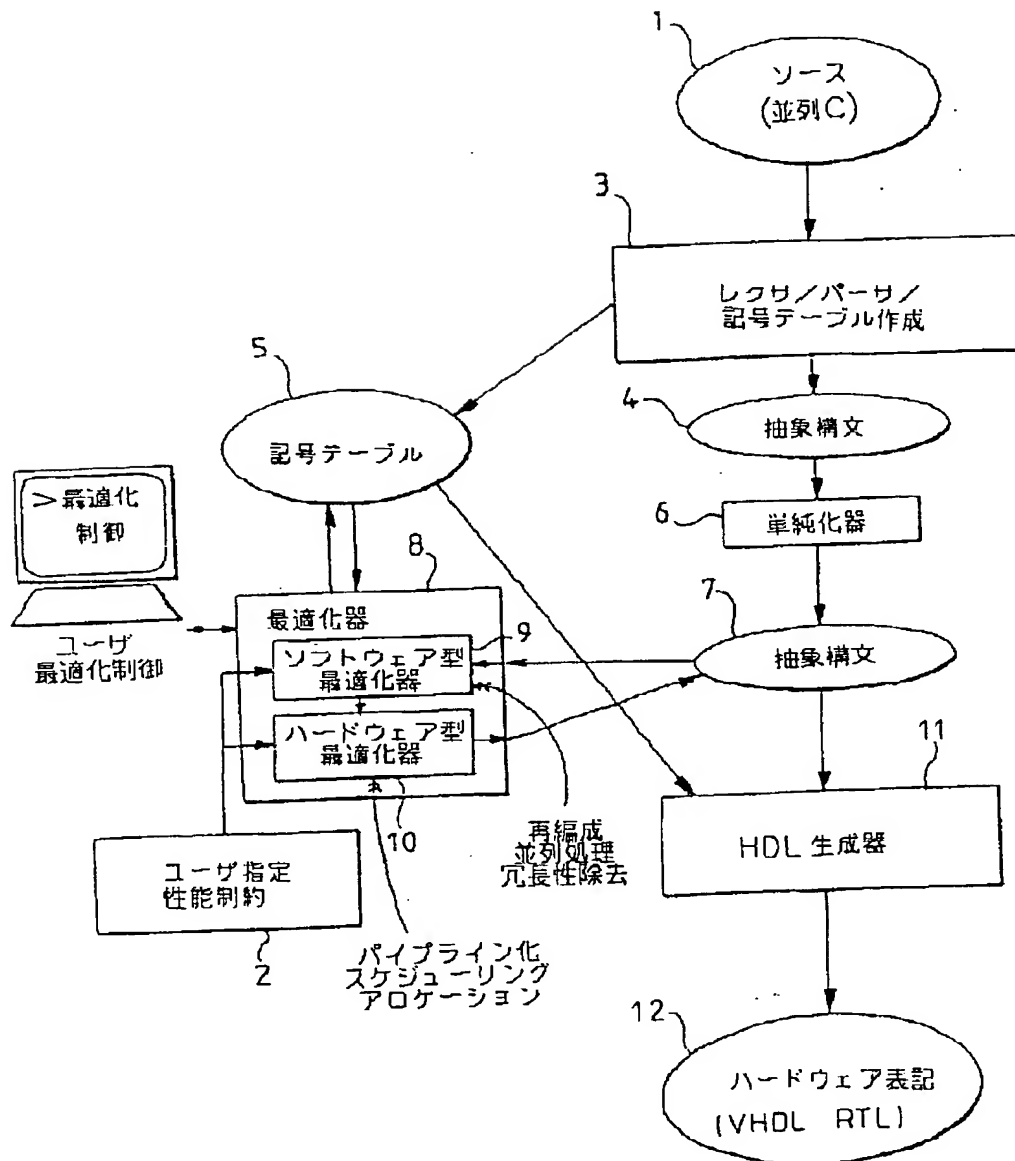 1
ソース
(並列C)
3
レクサ／パーサ／
記号テーブル作成
5
記号テーブル
4
抽象構文
6
単純化器
>最適化
制御
ユーザ
最適化制御
8
最適化器
9
ソフトウェア型
最適化器
ハードウェア型
最適化器
10
7
抽象構文
11
HDL 生成器
再編成
並列処理
冗長性除去
ユーザ指定
性能制約
2
パイプライン化
スケジューリング
アロケーション
12
ハードウェア表記
(VHDL RTL)